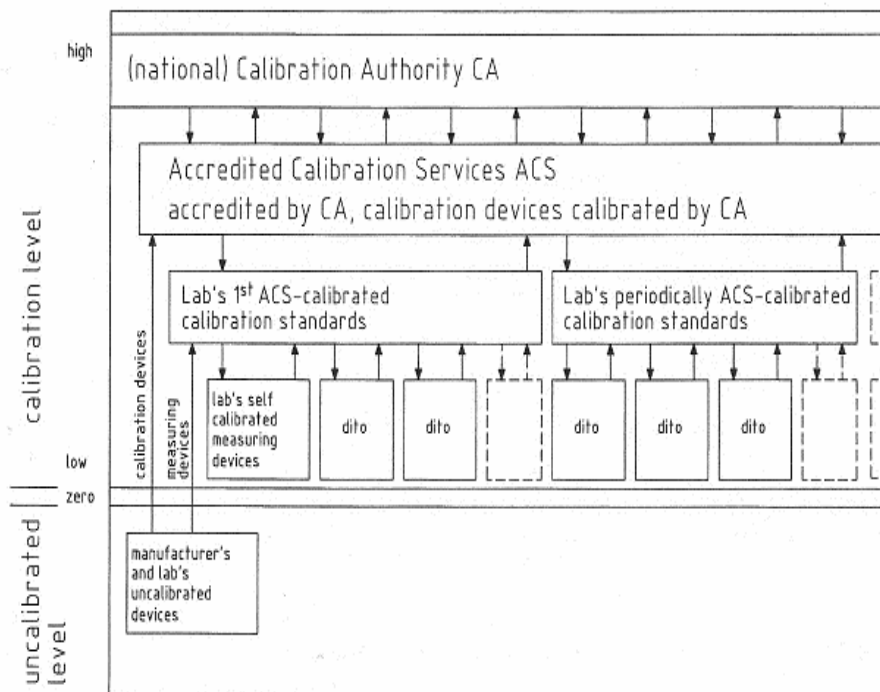 high
(national) Calibration Authority CA
Accredited Calibration Services ACS
accredited by CA, calibration devices calibrated by CA
calibration level
Lab's 1st ACS-calibrated
calibration standards
Lab's periodically ACS-calibrated
calibration standards
calibration devices
measuring
devices
lab's self
calibrated
measuring
devices
dito
dito
dito
dito
dito
low
zero
uncalibrated
level
manufacturer's
and lab's
uncalibrated
devices